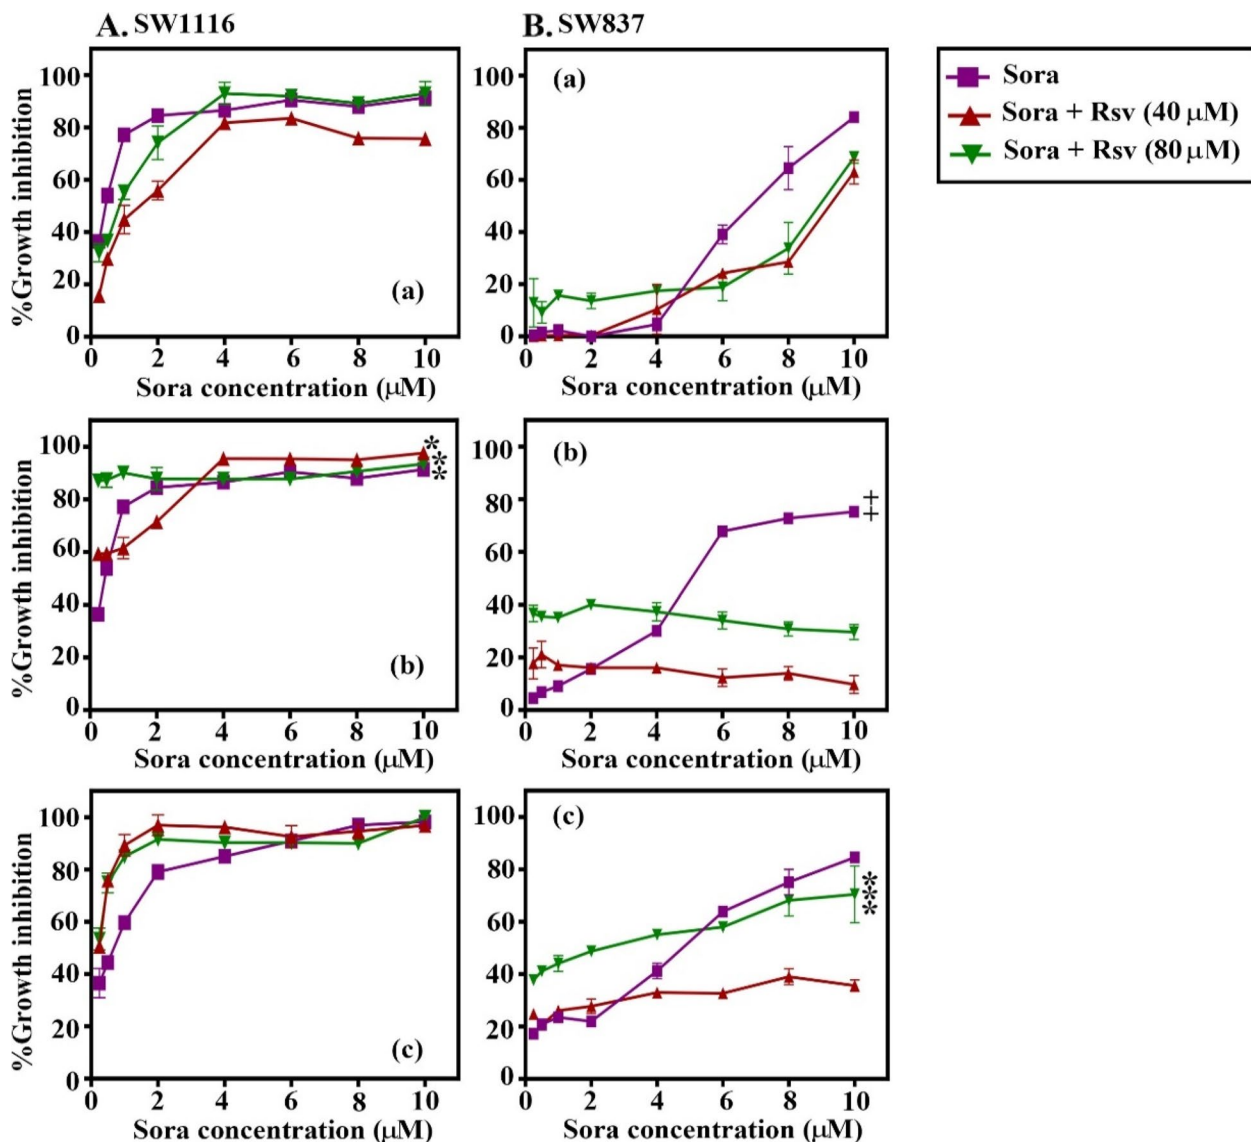 A. SW1116
B. SW837
Sora
Sora + Rsv (40 μM)
Sora + Rsv (80 μM)
%Growth inhibition
100
80
60
40
20
0
(a)
0 2 4 6 8 10
Sora concentration (μM)
100
80
60
40
20
0
(a)
0 2 4 6 8 10
Sora concentration (μM)
%Growth inhibition
100
80
60
40
20
0
***
(b)
0 2 4 6 8 10
Sora concentration (μM)
100
80
60
40
20
0
(b)
++
0 2 4 6 8 10
Sora concentration (μM)
%Growth inhibition
100
80
60
40
20
0
(c)
0 2 4 6 8 10
Sora concentration (μM)
100
80
60
40
20
0
(c)
***
0 2 4 6 8 10
Sora concentration (μM)